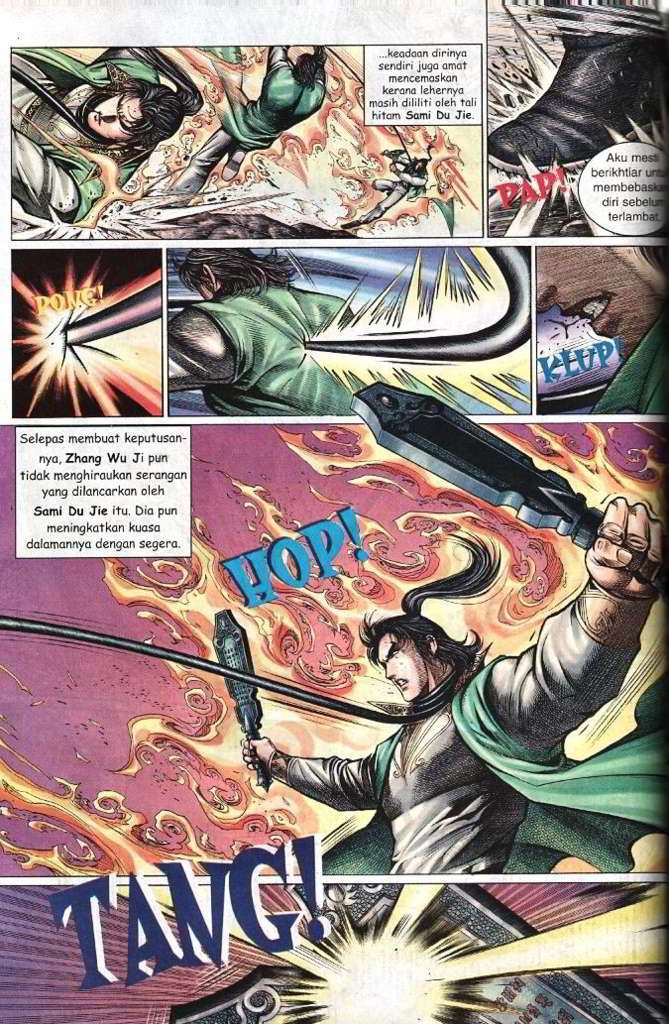 ...keadaan dirinya
sendiri juga amat
mencemaskan
kerana lehernya
masih dililiti oleh tali
hitam Sami Du Jie.
PAP!
Aku mesti
berikhtiar untu
membebask
diri sebelum
terlambat.
PONG!
KLUP!
Selepas membuat keputusan-
nya, Zhang Wu Ji pun
tidak menghiraukan serangan
yang dilancarkan oleh
Sami Du Jie itu. Dia pun
meningkatkan kuasa
dalamannya dengan segera.
HOP!
TANG!